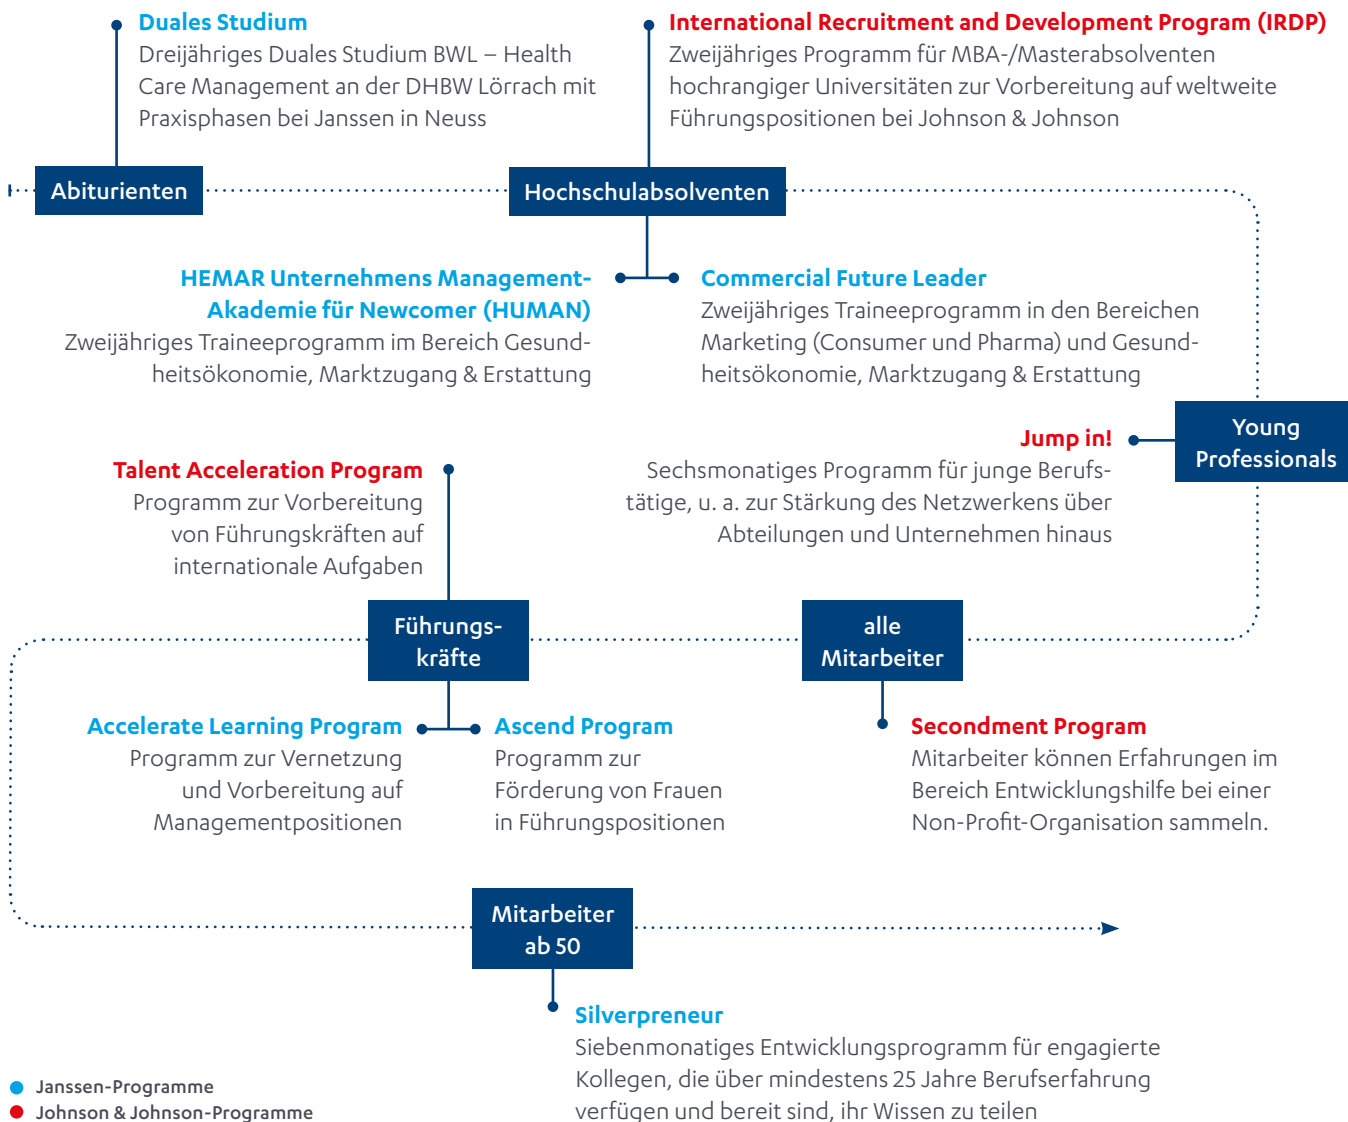 Duales Studium
Dreijähriges Duales Studium BWL – Health
Care Management an der DHBW Lörrach mit
Praxisphasen bei Janssen in Neuss
International Recruitment and Development Program (IRDP)
Zweijähriges Programm für MBA-/Masterabsolventen
hochrangiger Universitäten zur Vorbereitung auf weltweite
Führungspositionen bei Johnson & Johnson
Abiturienten
Hochschulabsolventen
HEMAR Unternehmens Management-
Akademie für Newcomer (HUMAN)
Zweijähriges Traineeprogramm im Bereich Gesund-
heitsökonomie, Marktzugang & Erstattung
Commercial Future Leader
Zweijähriges Traineeprogramm in den Bereichen
Marketing (Consumer und Pharma) und Gesund-
heitsökonomie, Marktzugang & Erstattung
Young
Professionals
Jump in!
Sechsmonatiges Programm für junge Berufs-
tätige, u. a. zur Stärkung des Netzwerkens über
Abteilungen und Unternehmen hinaus
Talent Acceleration Program
Programm zur Vorbereitung
von Führungskräften auf
internationale Aufgaben
Führungs-
kräfte
alle
Mitarbeiter
Accelerate Learning Program
Programm zur Vernetzung
und Vorbereitung auf
Managementpositionen
Ascend Program
Programm zur
Förderung von Frauen
in Führungspositionen
Secondment Program
Mitarbeiter können Erfahrungen im
Bereich Entwicklungshilfe bei einer
Non-Profit-Organisation sammeln.
Mitarbeiter
ab 50
Silverpreneur
Siebenmonatiges Entwicklungsprogramm für engagierte
Kollegen, die über mindestens 25 Jahre Berufserfahrung
verfügen und bereit sind, ihr Wissen zu teilen
Janssen-Programme
Johnson & Johnson-Programme